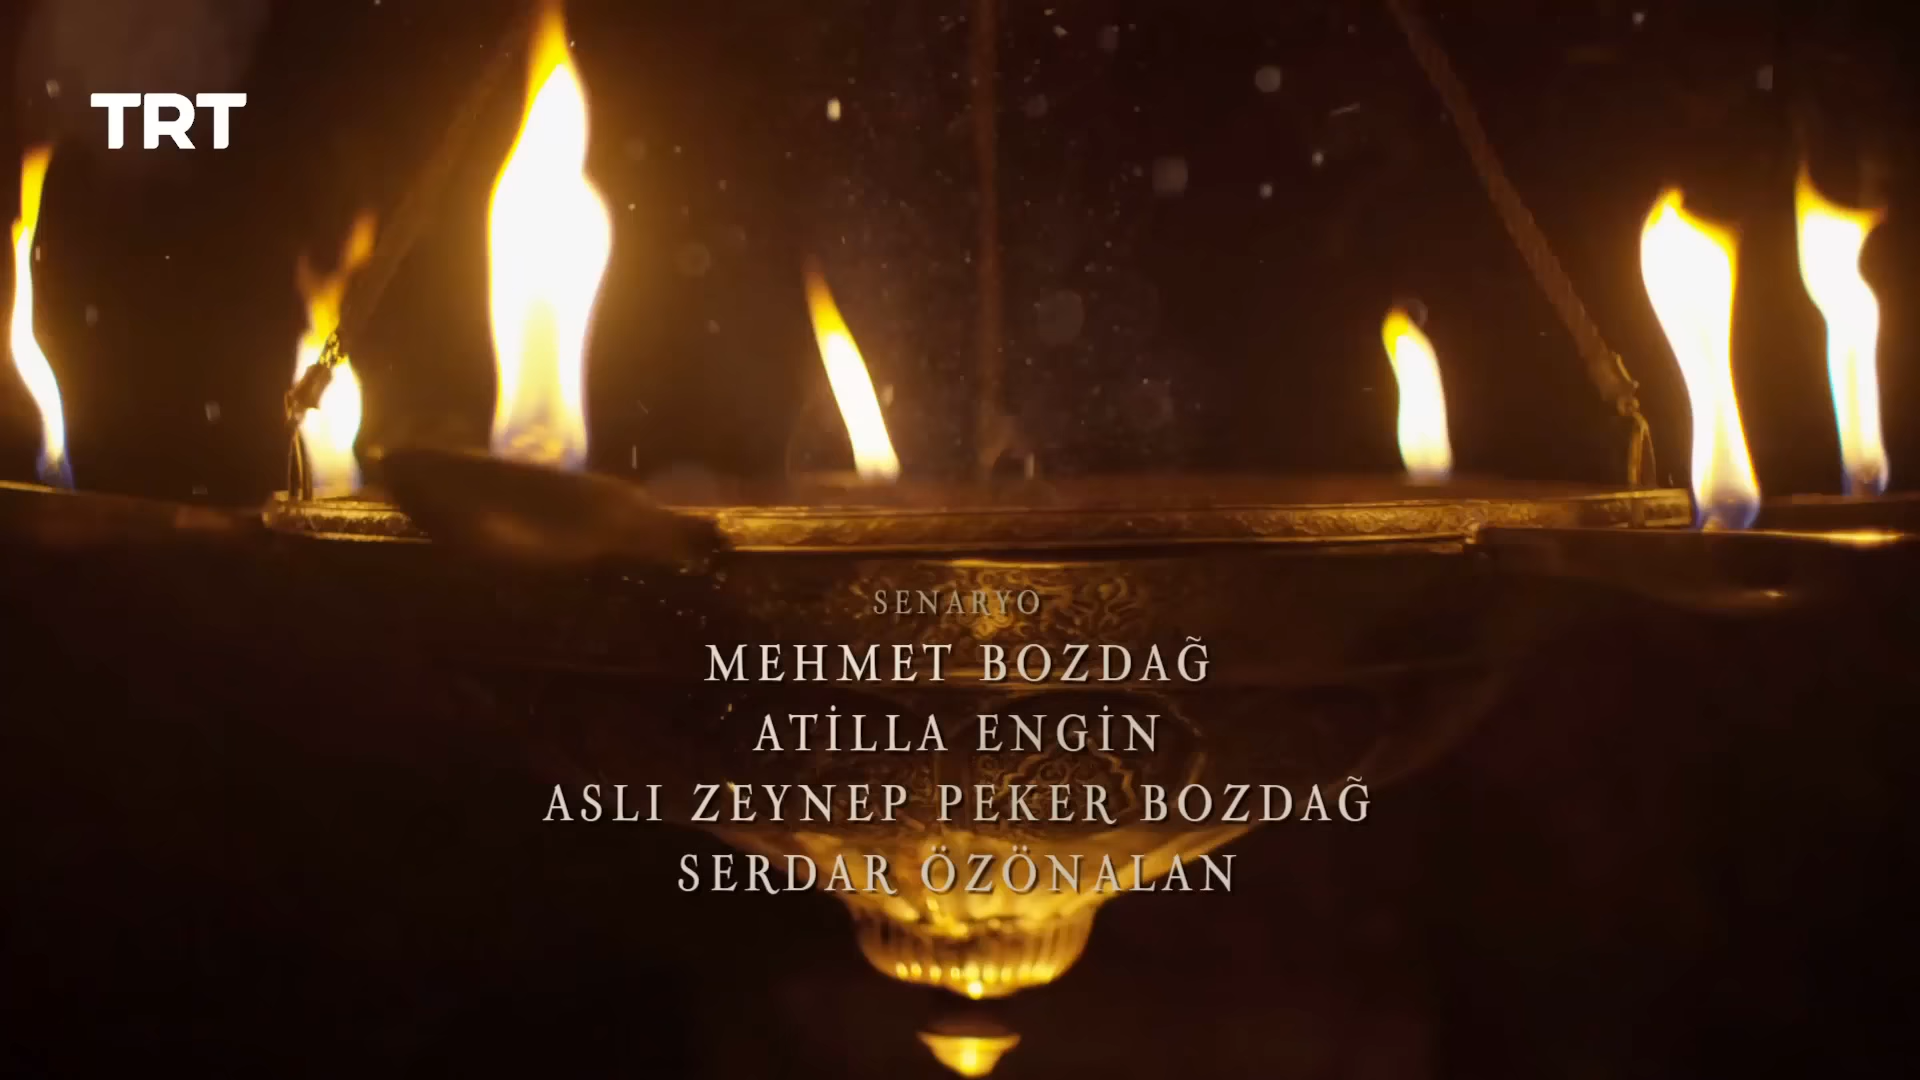 TRT
SENARYO
MEHMET BOZDAĞ
ATİLLA ENGİN
ASLI ZEYNEP PEKER BOZDAĞ
SERDAR ÖZÖNALAN